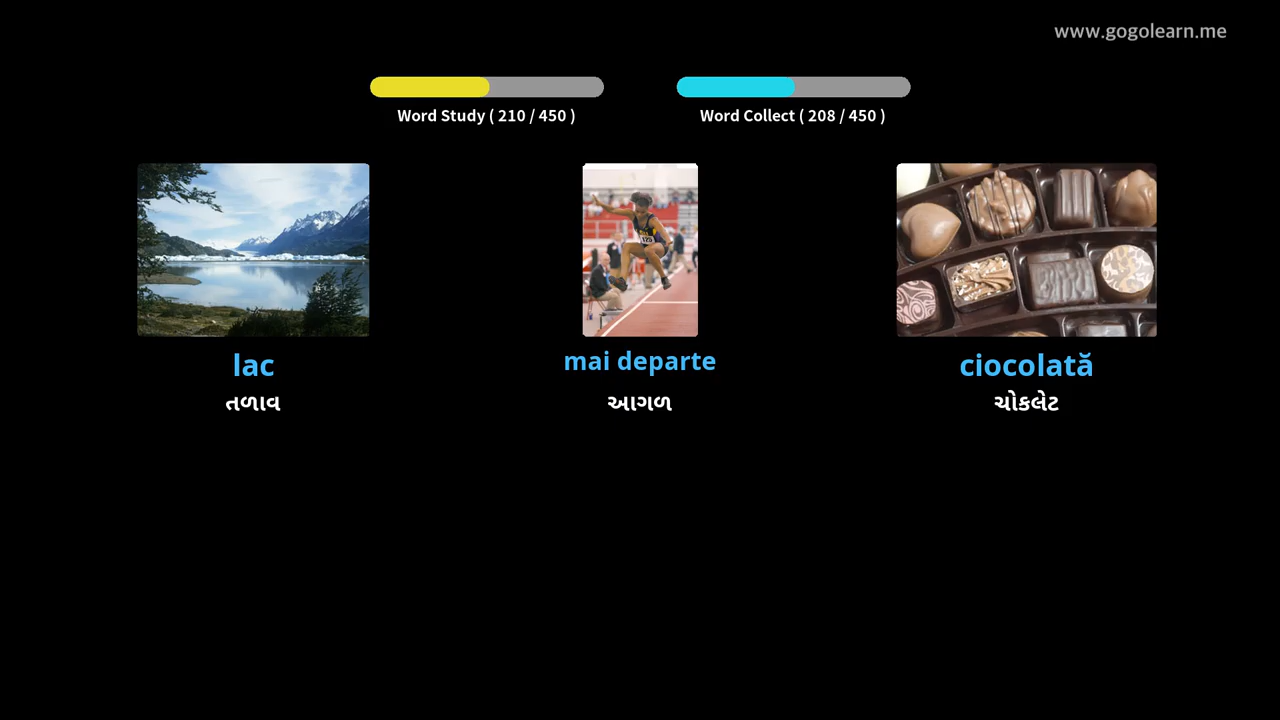 www.gogolearn.me
Word Study ( 210 / 450 )
Word Collect ( 208 / 450 )
lac
mai departe
ciocolată
તળાવ
આગળ
ચોકલેટ